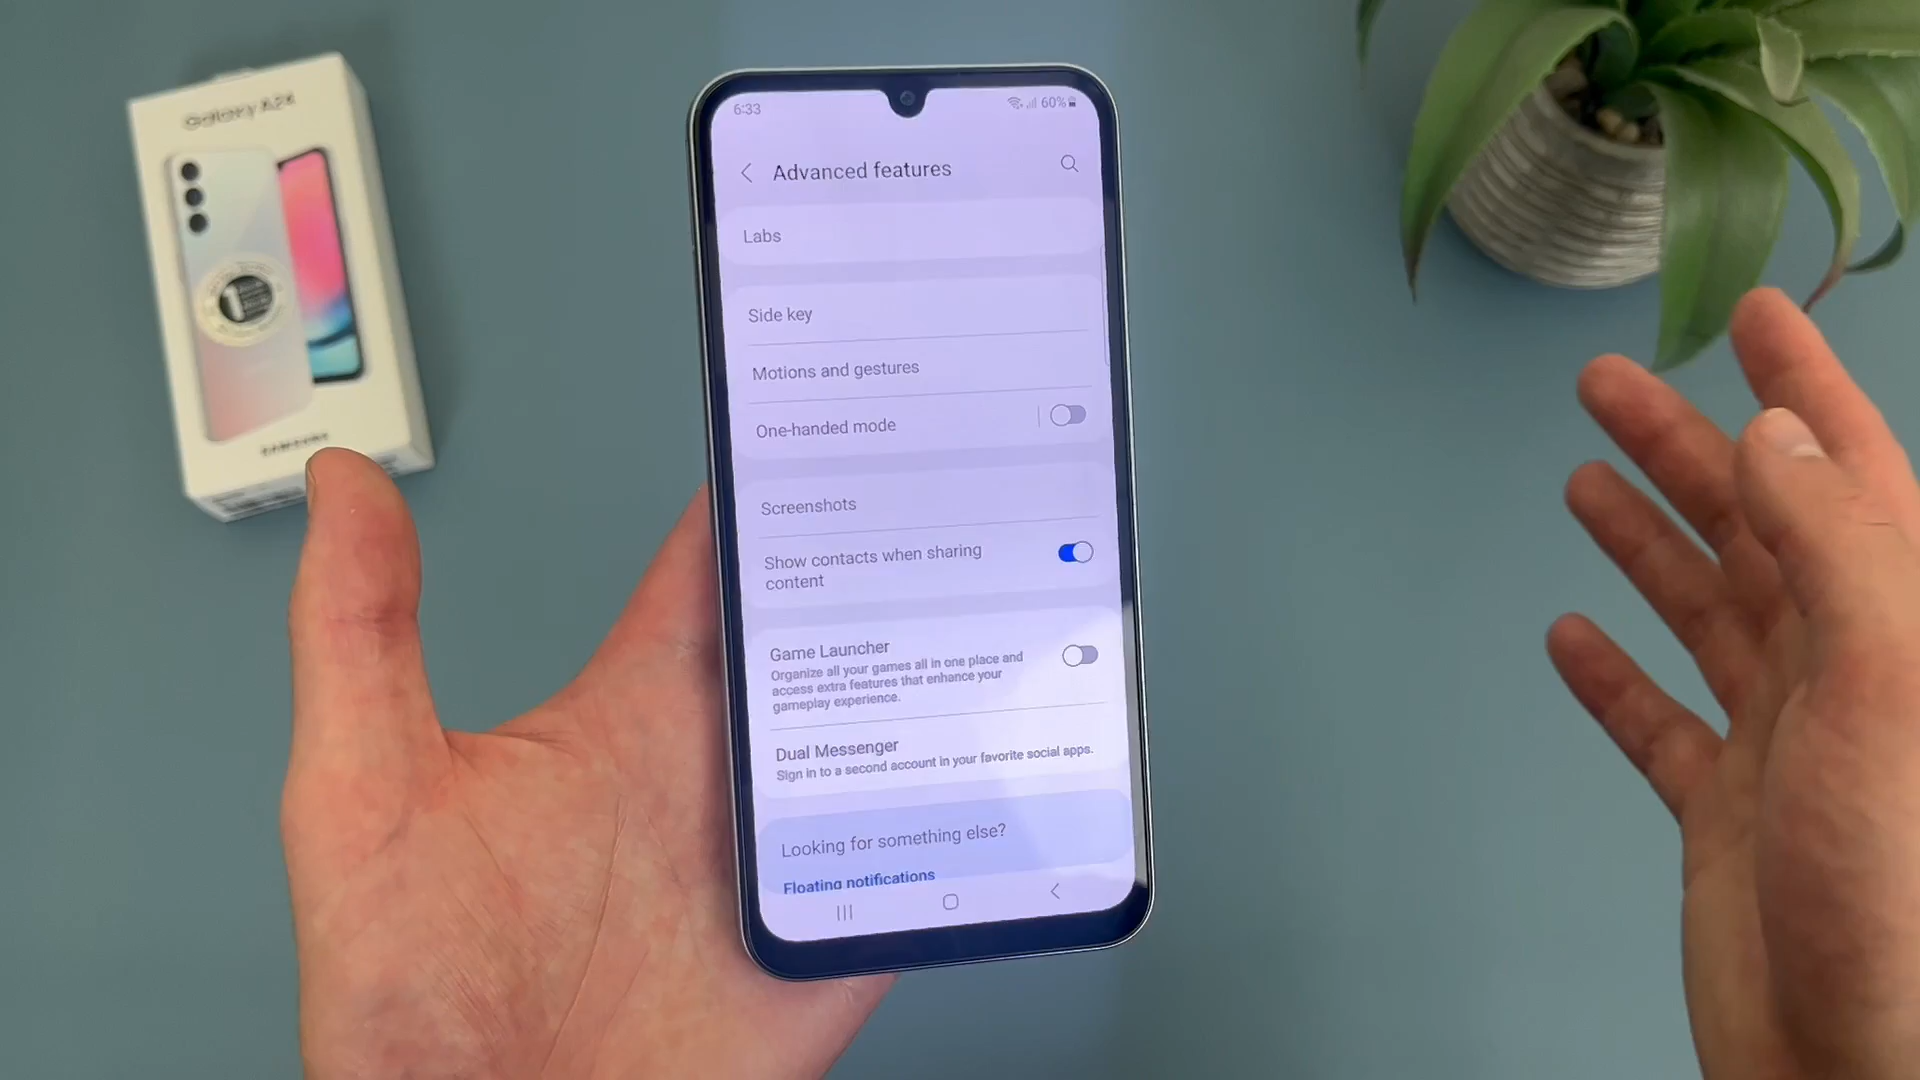 Galaxy A24
SAMSUNG
6:33
60%
Advanced features
Labs
Side key
Motions and gestures
One-handed mode
Screenshots
Show contacts when sharing
content
Game Launcher
Organize all your games all in one place and
access extra features that enhance your
gameplay experience.
Dual Messenger
Sign in to a second account in your favorite social apps.
Looking for something else?
Floating notifications